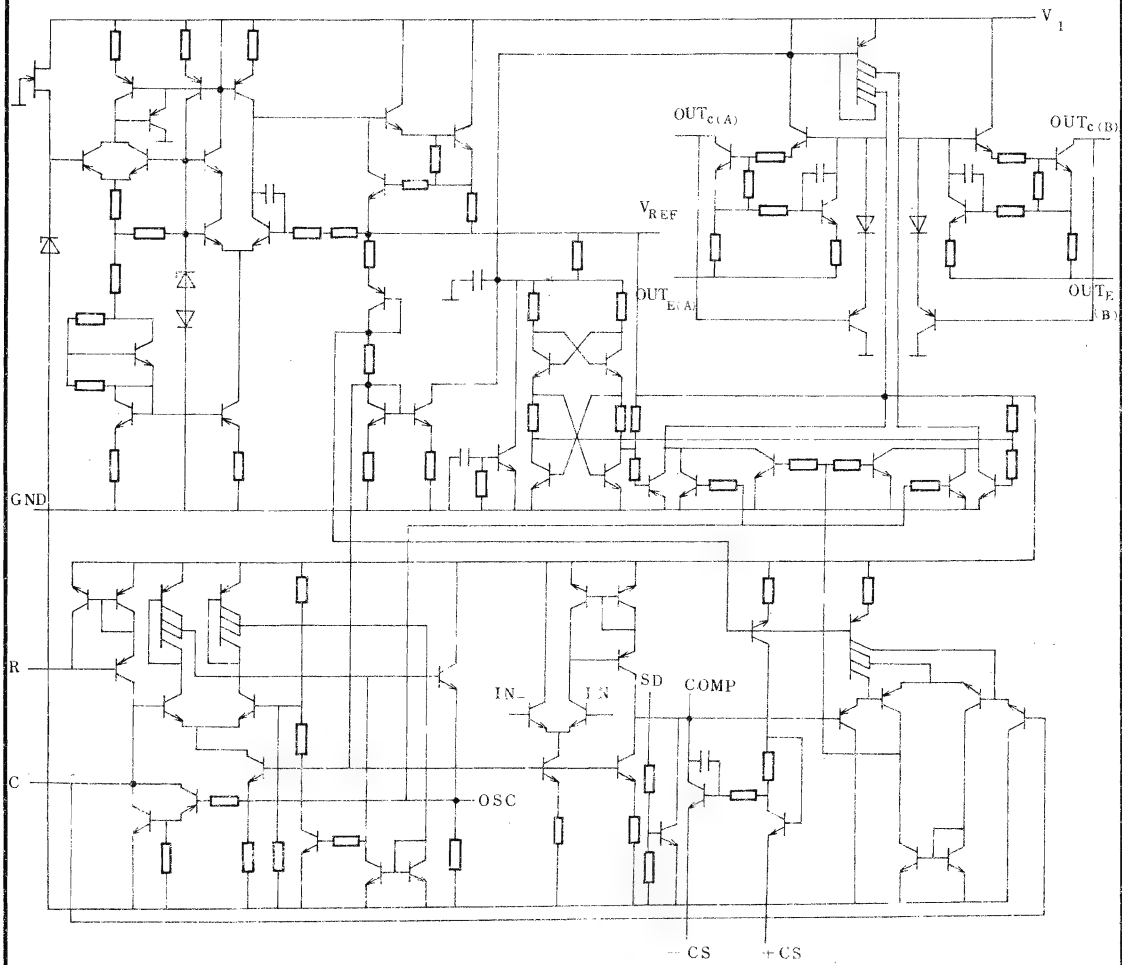 V1
OUTC(A)
OUTC(B)
VREF
OUTE(A)
OUTE(B)
GND
R
IN-
IN
SD
COMP
C
OSC
-CS
+CS